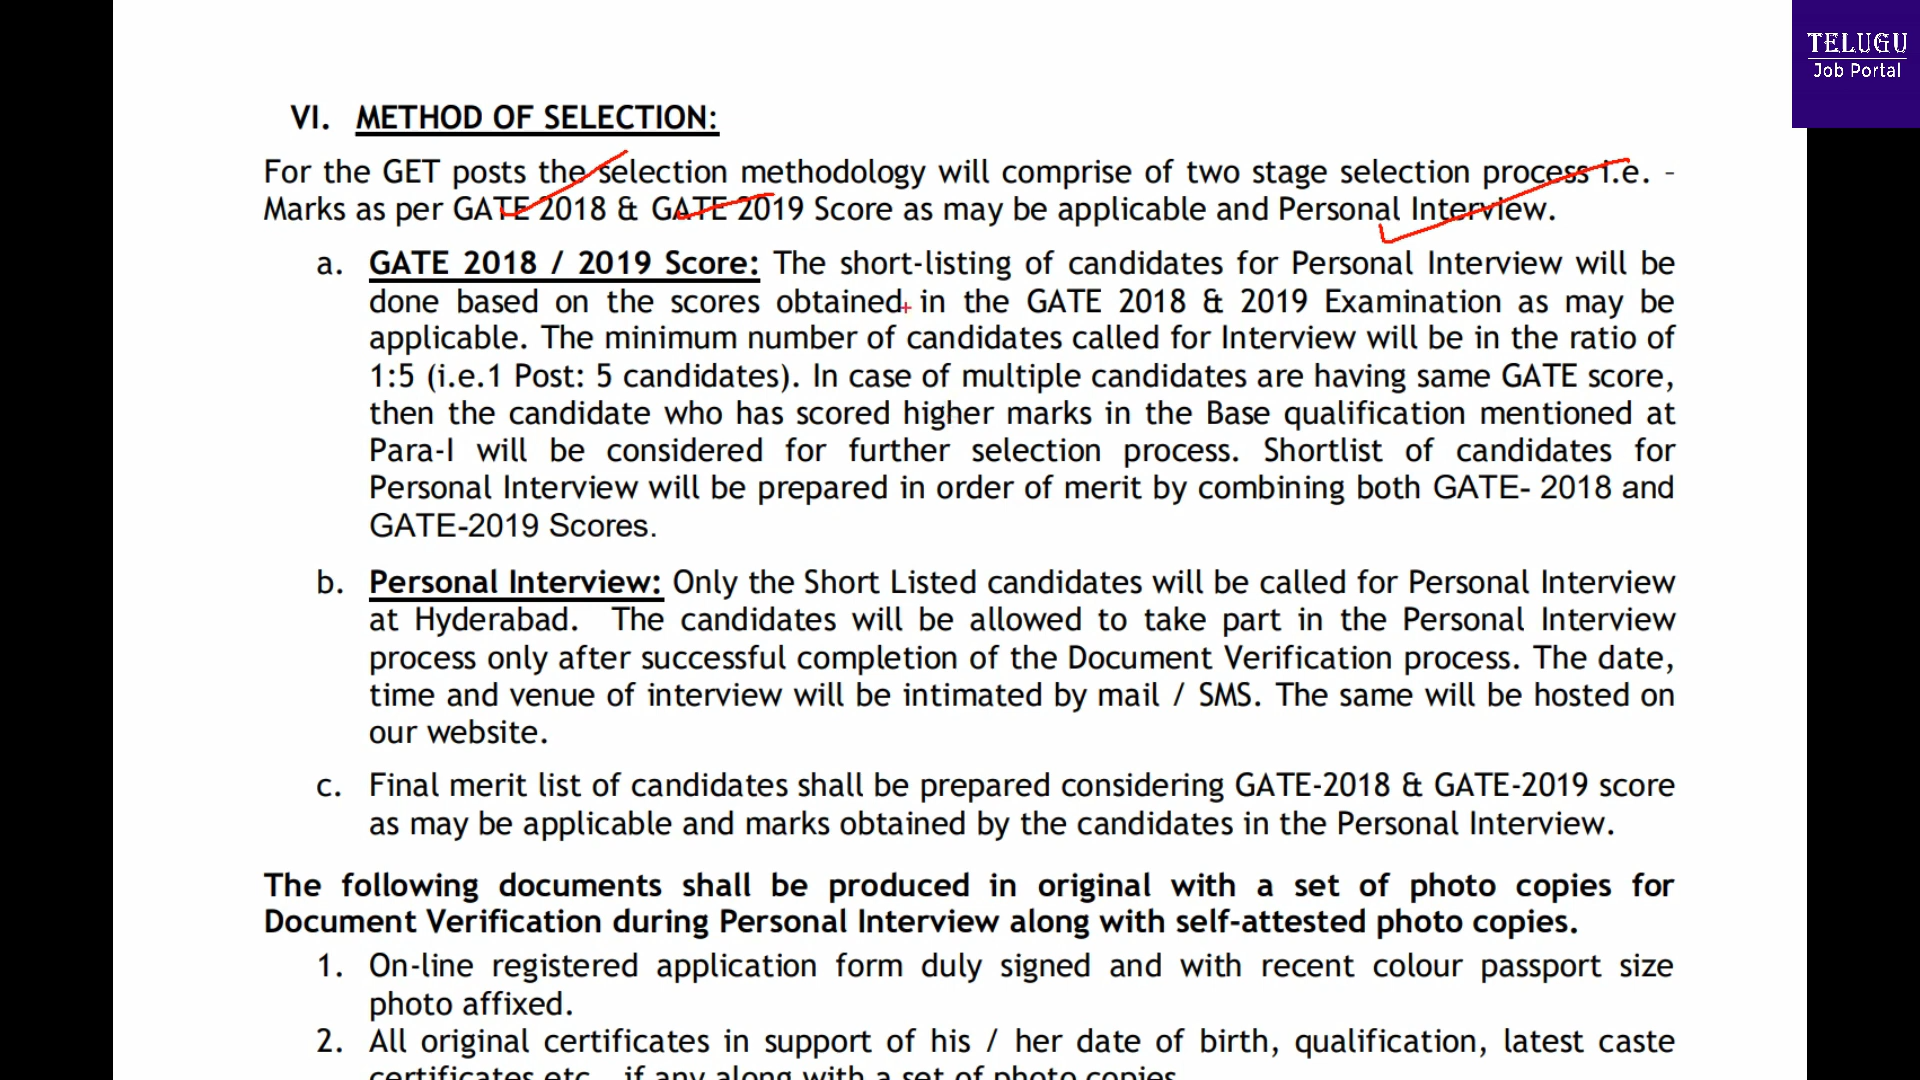 TELUGU
Job Portal
VI. METHOD OF SELECTION:
For the GET posts the selection methodology will comprise of two stage selection process i.e. –
Marks as per GATE 2018 & GATE 2019 Score as may be applicable and Personal Interview.
a. GATE 2018 / 2019 Score: The short-listing of candidates for Personal Interview will be
done based on the scores obtained in the GATE 2018 & 2019 Examination as may be
applicable. The minimum number of candidates called for Interview will be in the ratio of
1:5 (i.e.1 Post: 5 candidates). In case of multiple candidates are having same GATE score,
then the candidate who has scored higher marks in the Base qualification mentioned at
Para-I will be considered for further selection process. Shortlist of candidates for
Personal Interview will be prepared in order of merit by combining both GATE- 2018 and
GATE-2019 Scores.
b. Personal Interview: Only the Short Listed candidates will be called for Personal Interview
at Hyderabad. The candidates will be allowed to take part in the Personal Interview
process only after successful completion of the Document Verification process. The date,
time and venue of interview will be intimated by mail / SMS. The same will be hosted on
our website.
c. Final merit list of candidates shall be prepared considering GATE-2018 & GATE-2019 score
as may be applicable and marks obtained by the candidates in the Personal Interview.
The following documents shall be produced in original with a set of photo copies for
Document Verification during Personal Interview along with self-attested photo copies.
1. On-line registered application form duly signed and with recent colour passport size
photo affixed.
2. All original certificates in support of his / her date of birth, qualification, latest caste
certificates etc., if any along with a set of photo copies